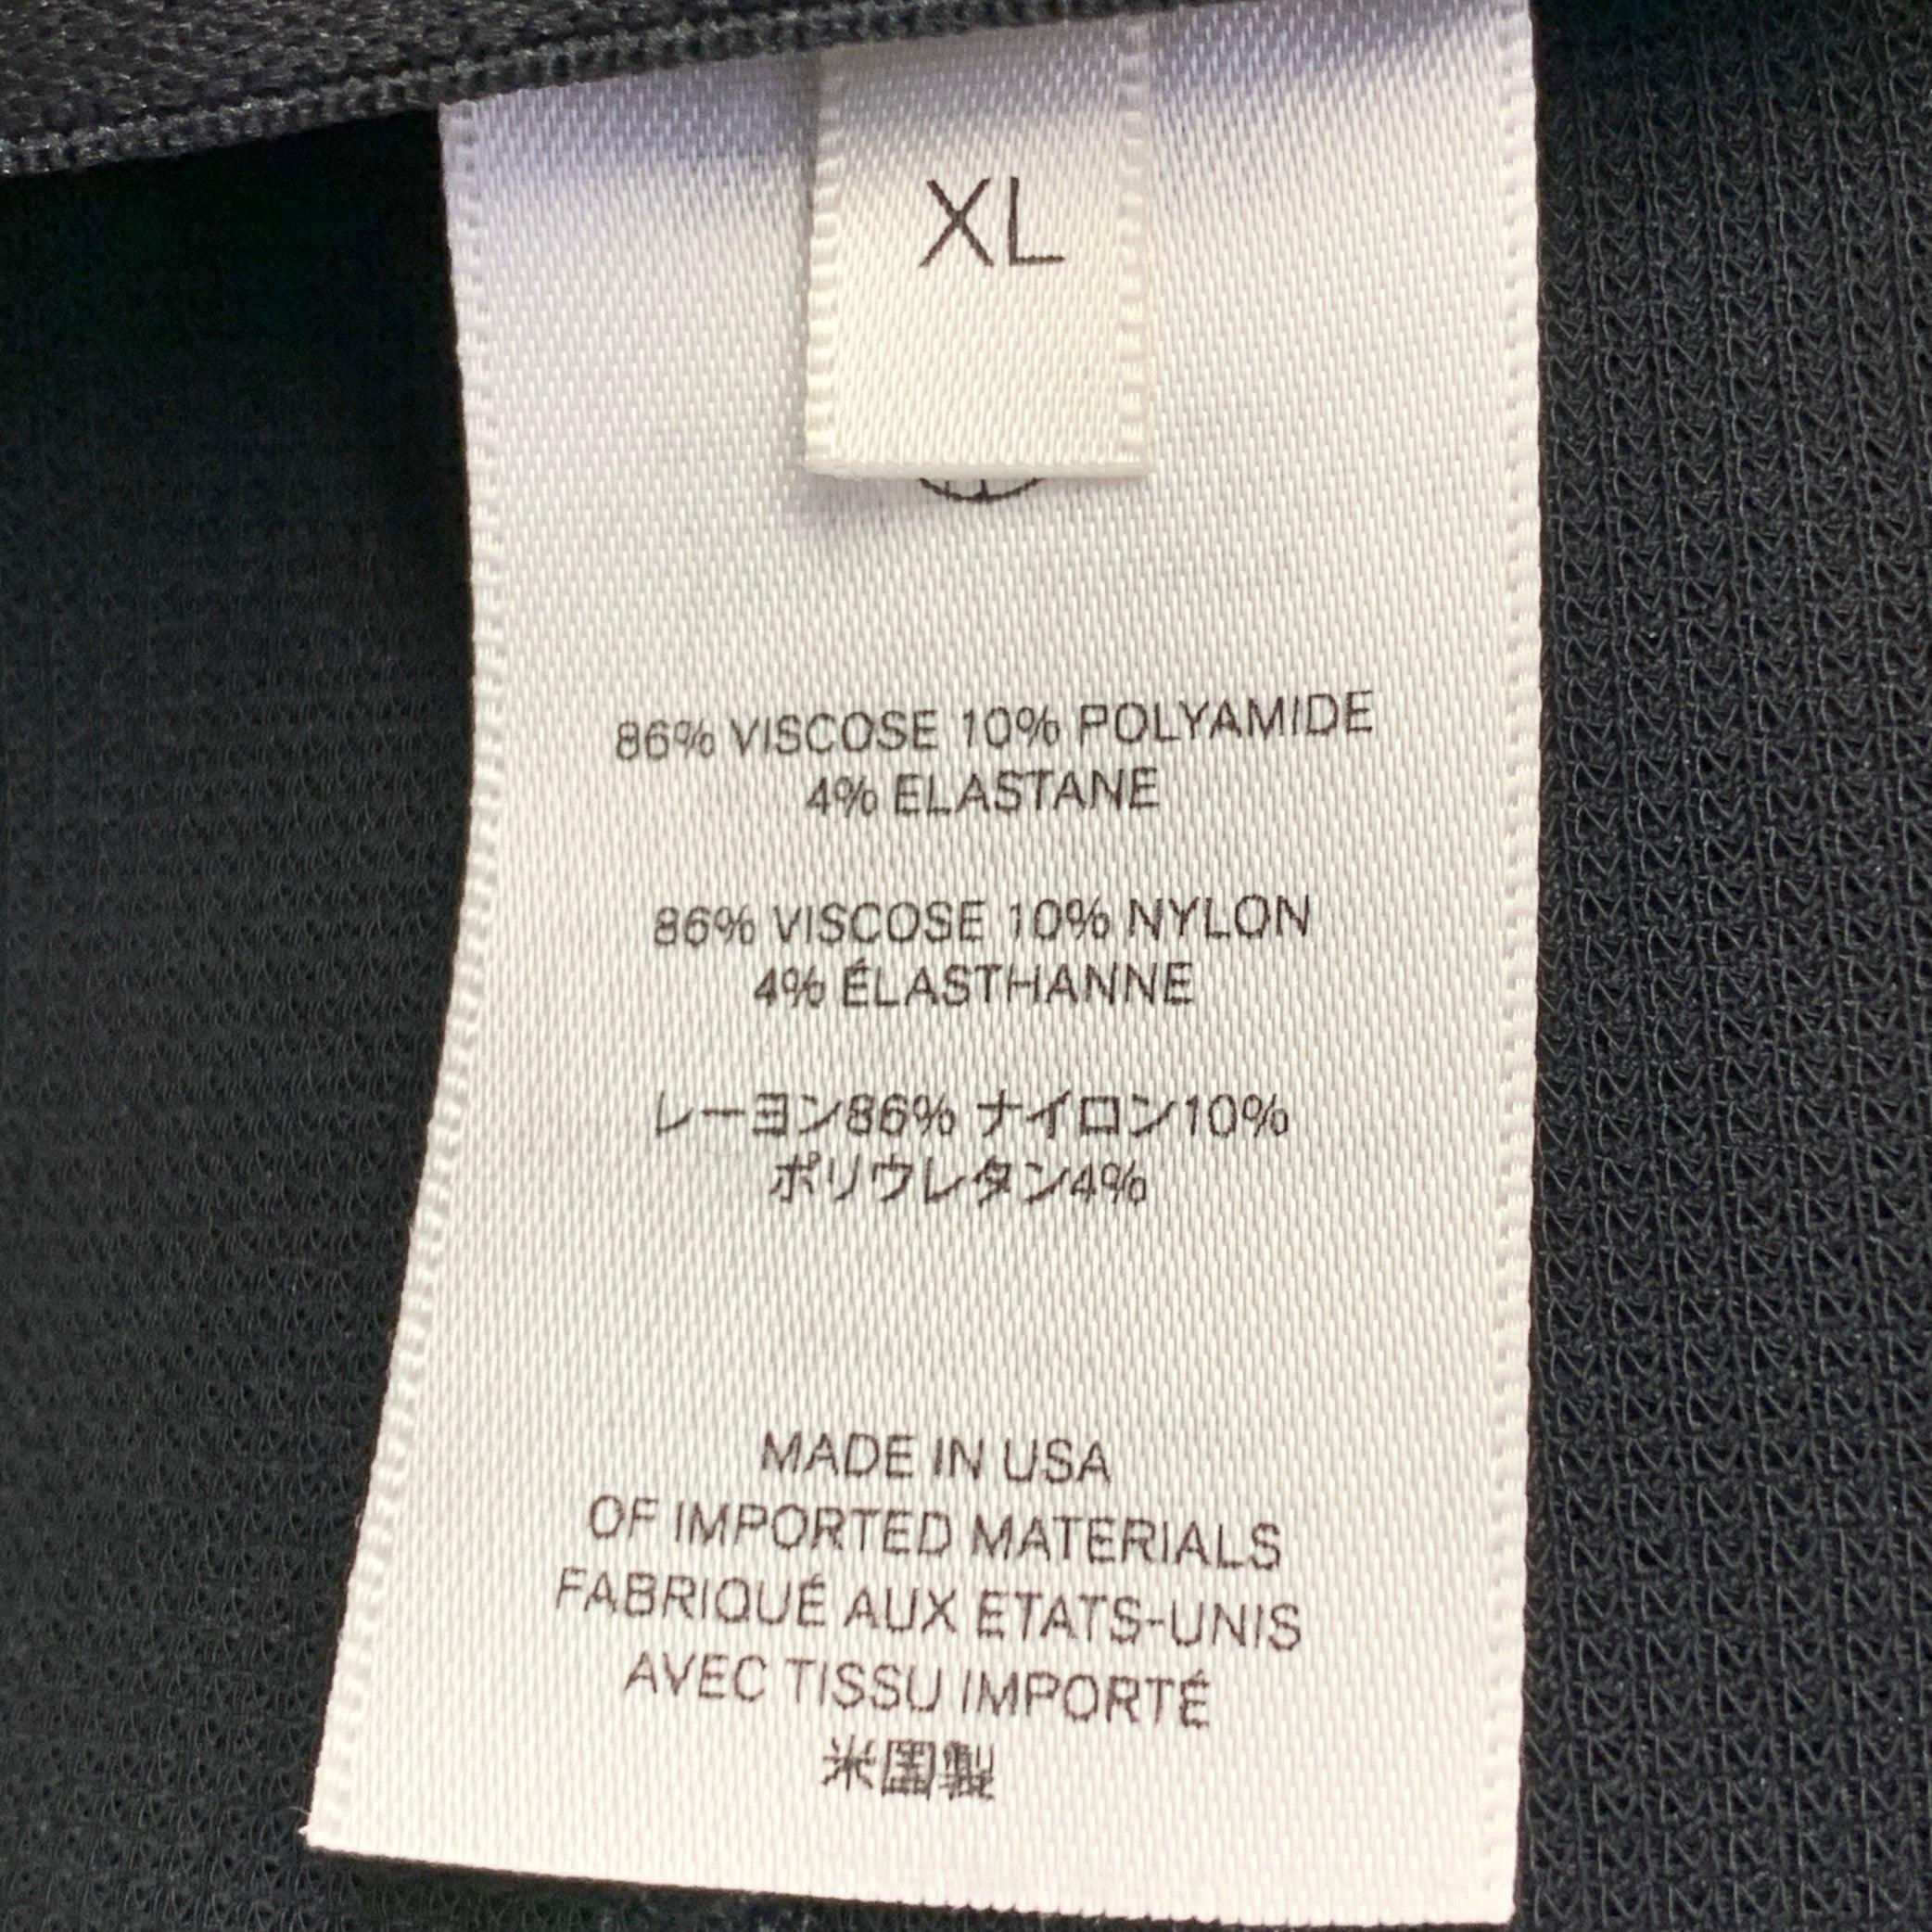 XL
86% VISCOSE 10% POLYAMIDE
4% ELASTANE
86% VISCOSE 10% NYLON
4% ÉLASTHANNE
レーヨン86% ナイロン10%
ポリウレタン4%
MADE IN USA
OF IMPORTED MATERIALS
FABRIQUÉ AUX ETATS-UNIS
AVEC TISSU IMPORTÉ
米国製